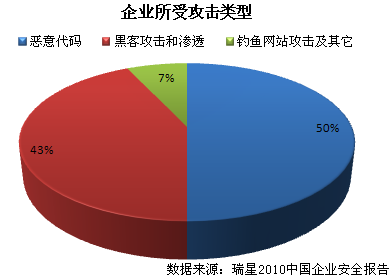 企业所受攻击类型
恶意代码 黑客攻击和渗透 钓鱼网站攻击及其它
7%
50%
43%
数据来源：瑞星2010中国企业安全报告